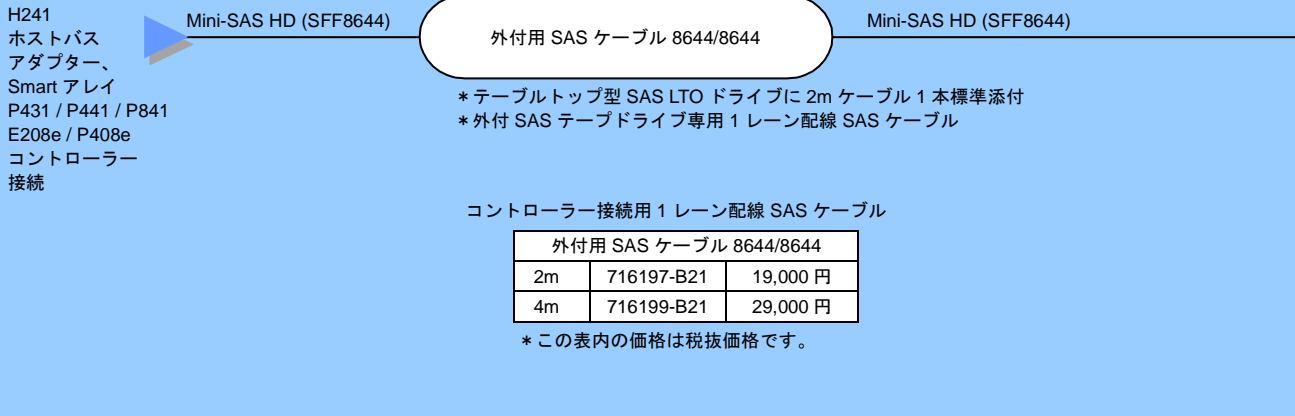 H241
ホストバス
アダプター、
Smart アレイ
P431 / P441 / P841
E208e / P408e
コントローラー
接続
Mini-SAS HD (SFF8644)
外付用 SAS ケーブル 8644/8644
Mini-SAS HD (SFF8644)
＊テーブルトップ型 SAS LTO ドライブに 2m ケーブル 1 本標準添付
＊外付 SAS テープドライブ専用 1 レーン配線 SAS ケーブル
コントローラー接続用 1 レーン配線 SAS ケーブル
外付用 SAS ケーブル 8644/8644
2m 716197-B21 19,000 円
4m 716199-B21 29,000 円
＊この表内の価格は税抜価格です。